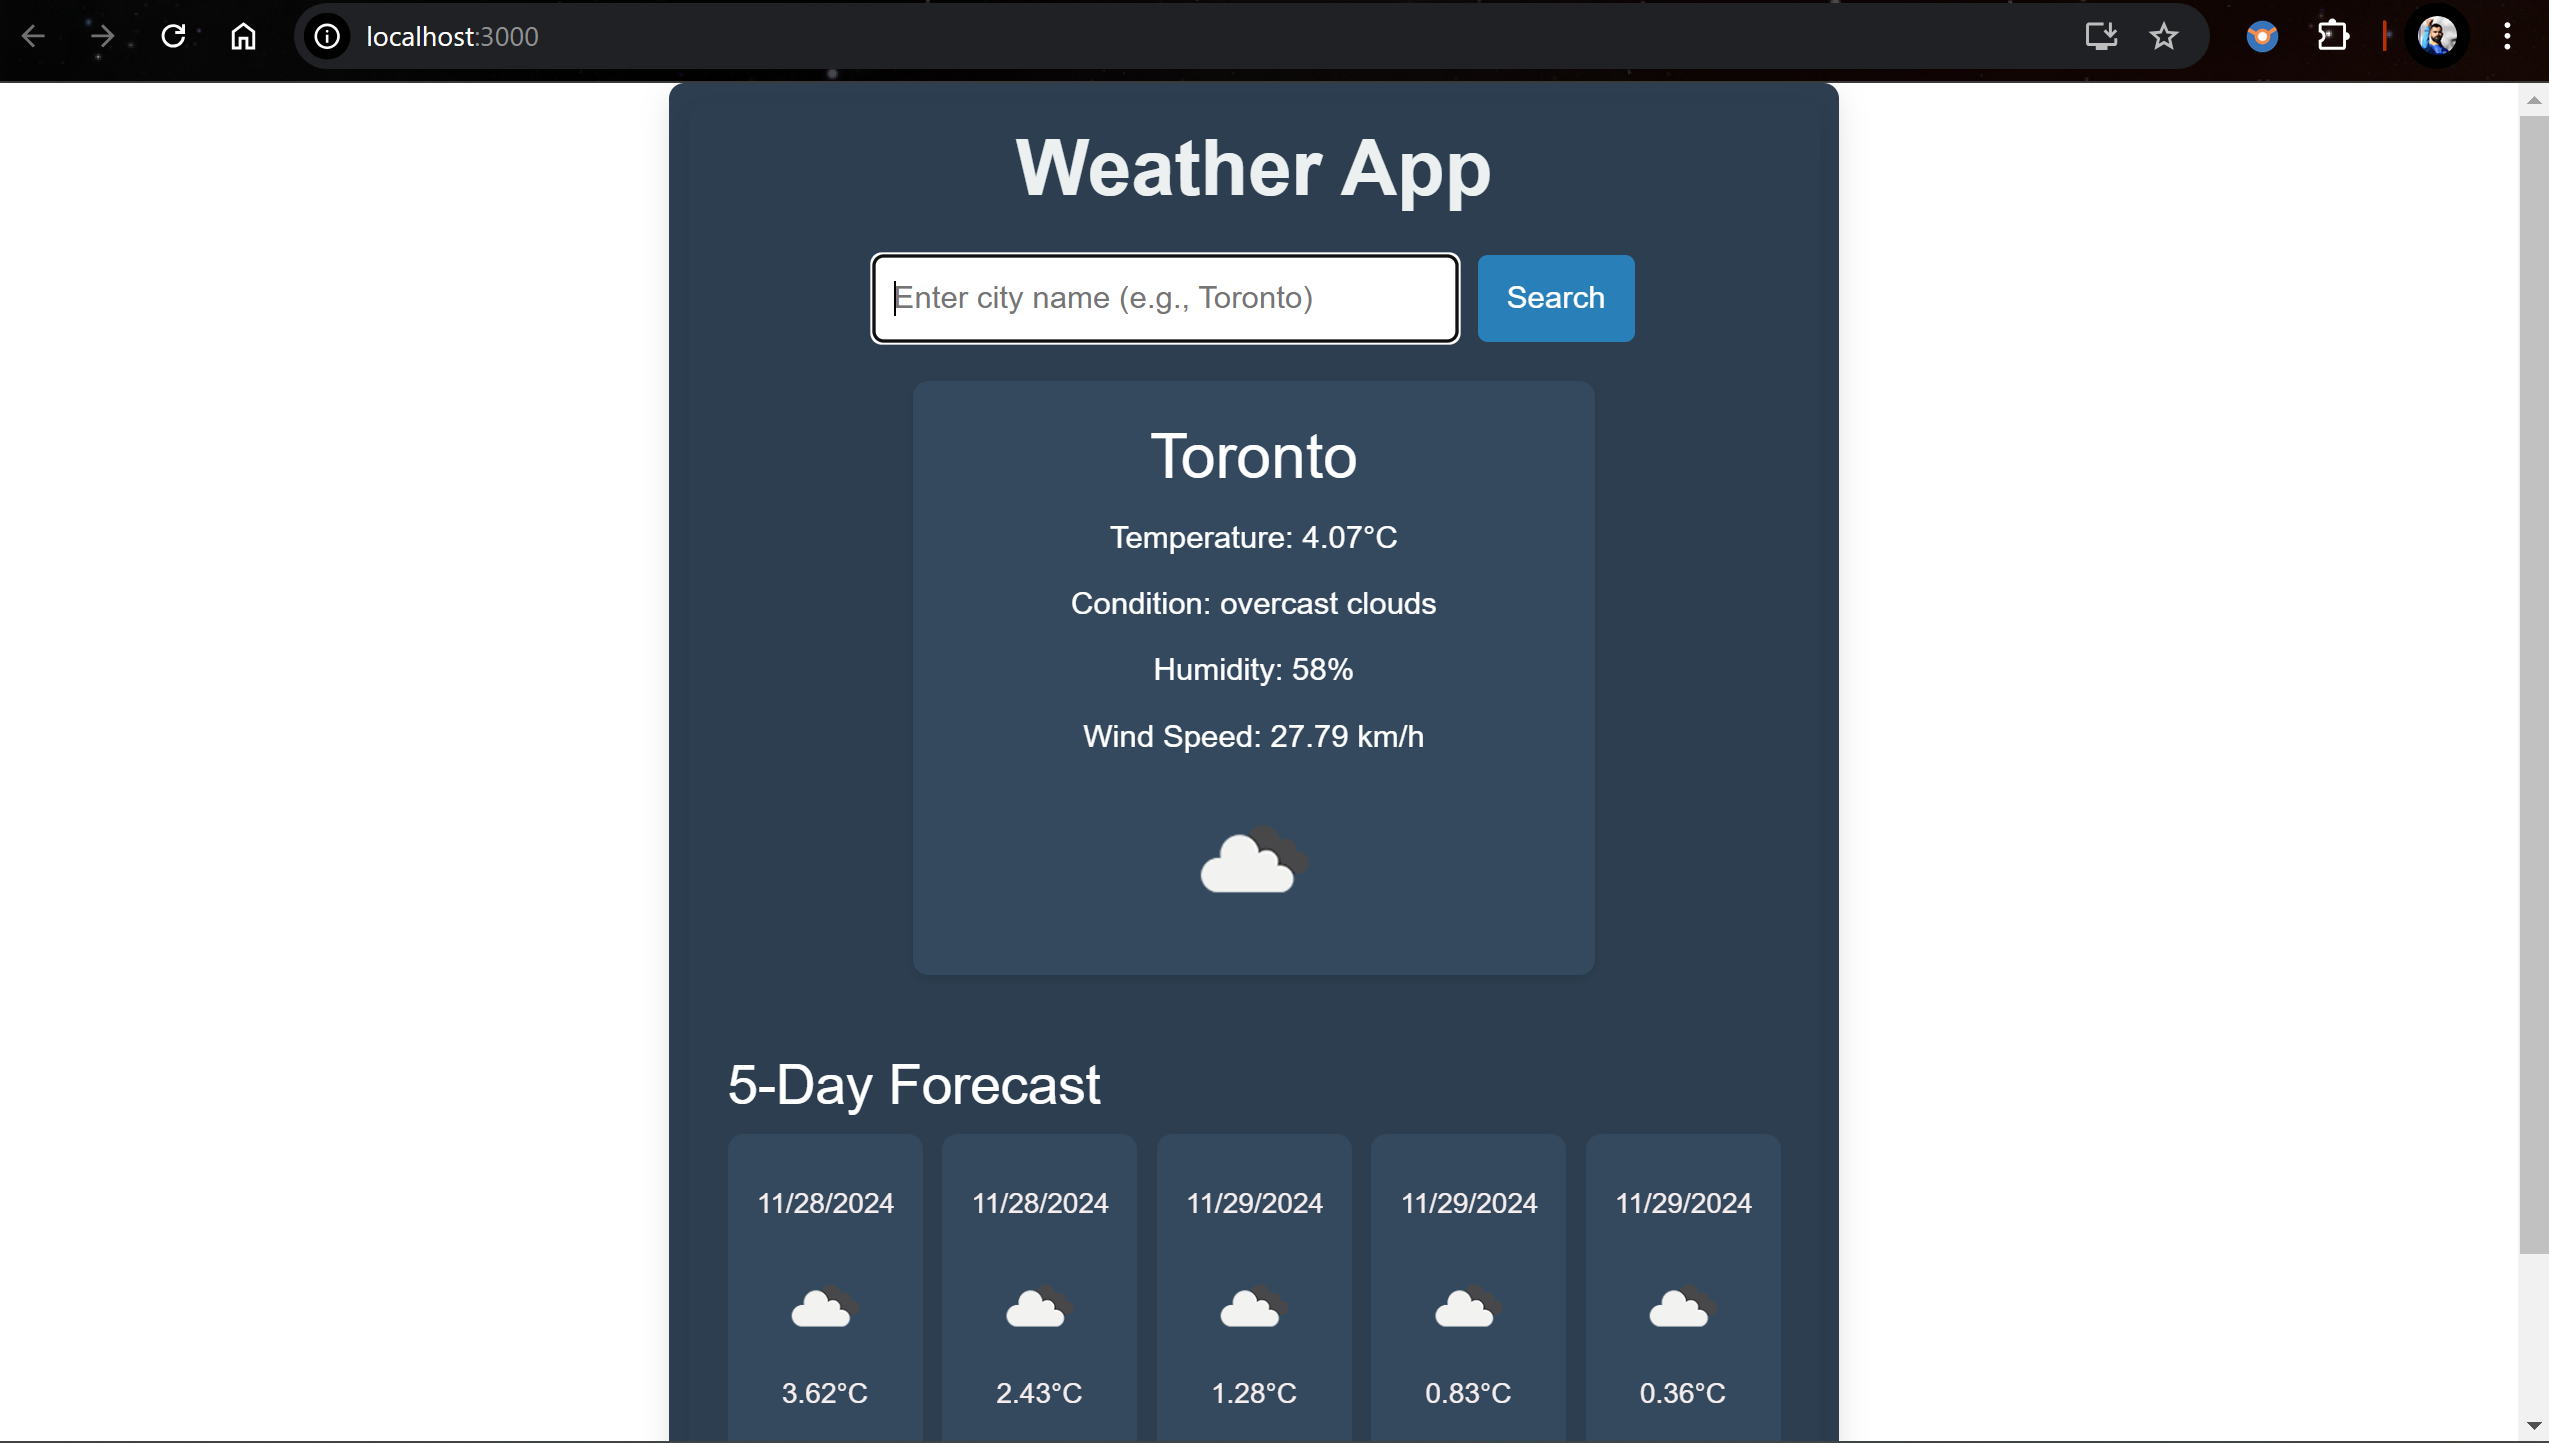 localhost:3000
Weather App
Enter city name (e.g., Toronto) Search
Toronto
Temperature: 4.07°C
Condition: overcast clouds
Humidity: 58%
Wind Speed: 27.79 km/h
5-Day Forecast
11/28/2024 11/28/2024 11/29/2024 11/29/2024 11/29/2024
3.62°C 2.43°C 1.28°C 0.83°C 0.36°C